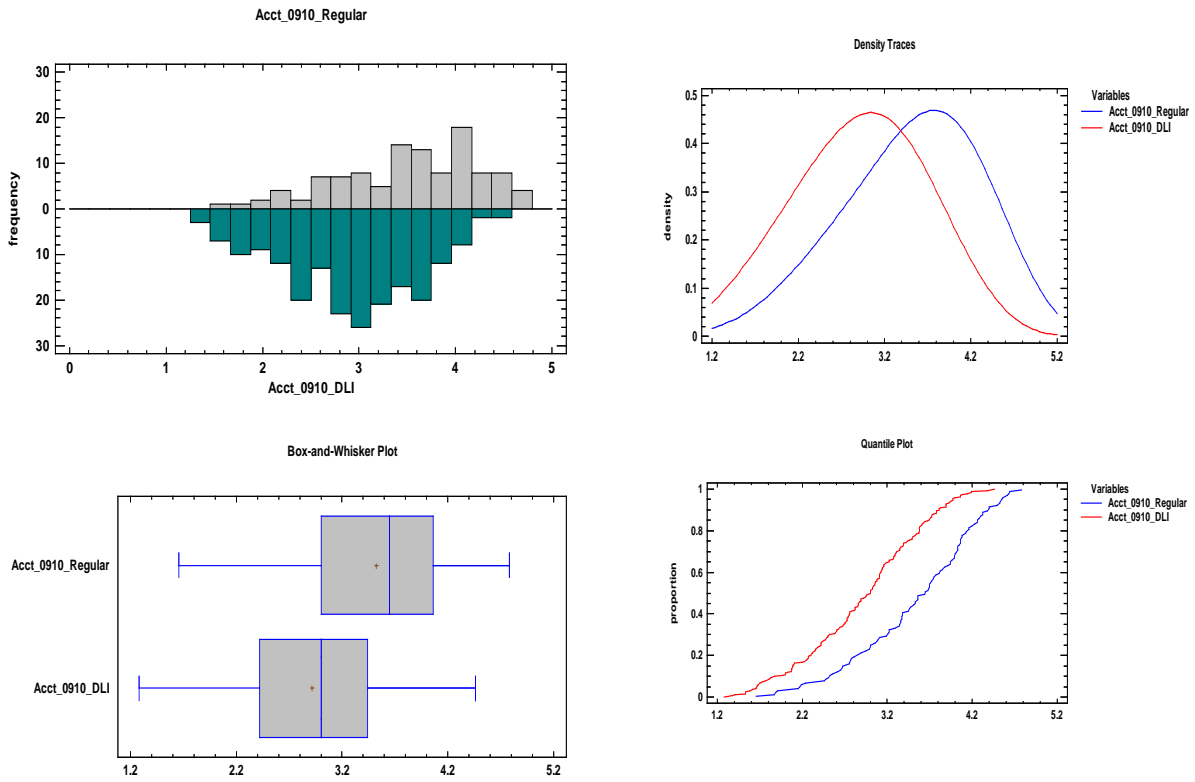 Acct_0910_Regular
30
20
10
0
10
20
30
frequency
0 1 2 3 4 5
Acct_0910_DLI
Density Traces
0.5
0.4
0.3
0.2
0.1
0
density
1.2 2.2 3.2 4.2 5.2
Variables
Acct_0910_Regular
Acct_0910_DLI
Box-and-Whisker Plot
Acct_0910_Regular
Acct_0910_DLI
1.2 2.2 3.2 4.2 5.2
Quantile Plot
1
0.8
0.6
0.4
0.2
0
proportion
1.2 2.2 3.2 4.2 5.2
Variables
Acct_0910_Regular
Acct_0910_DLI